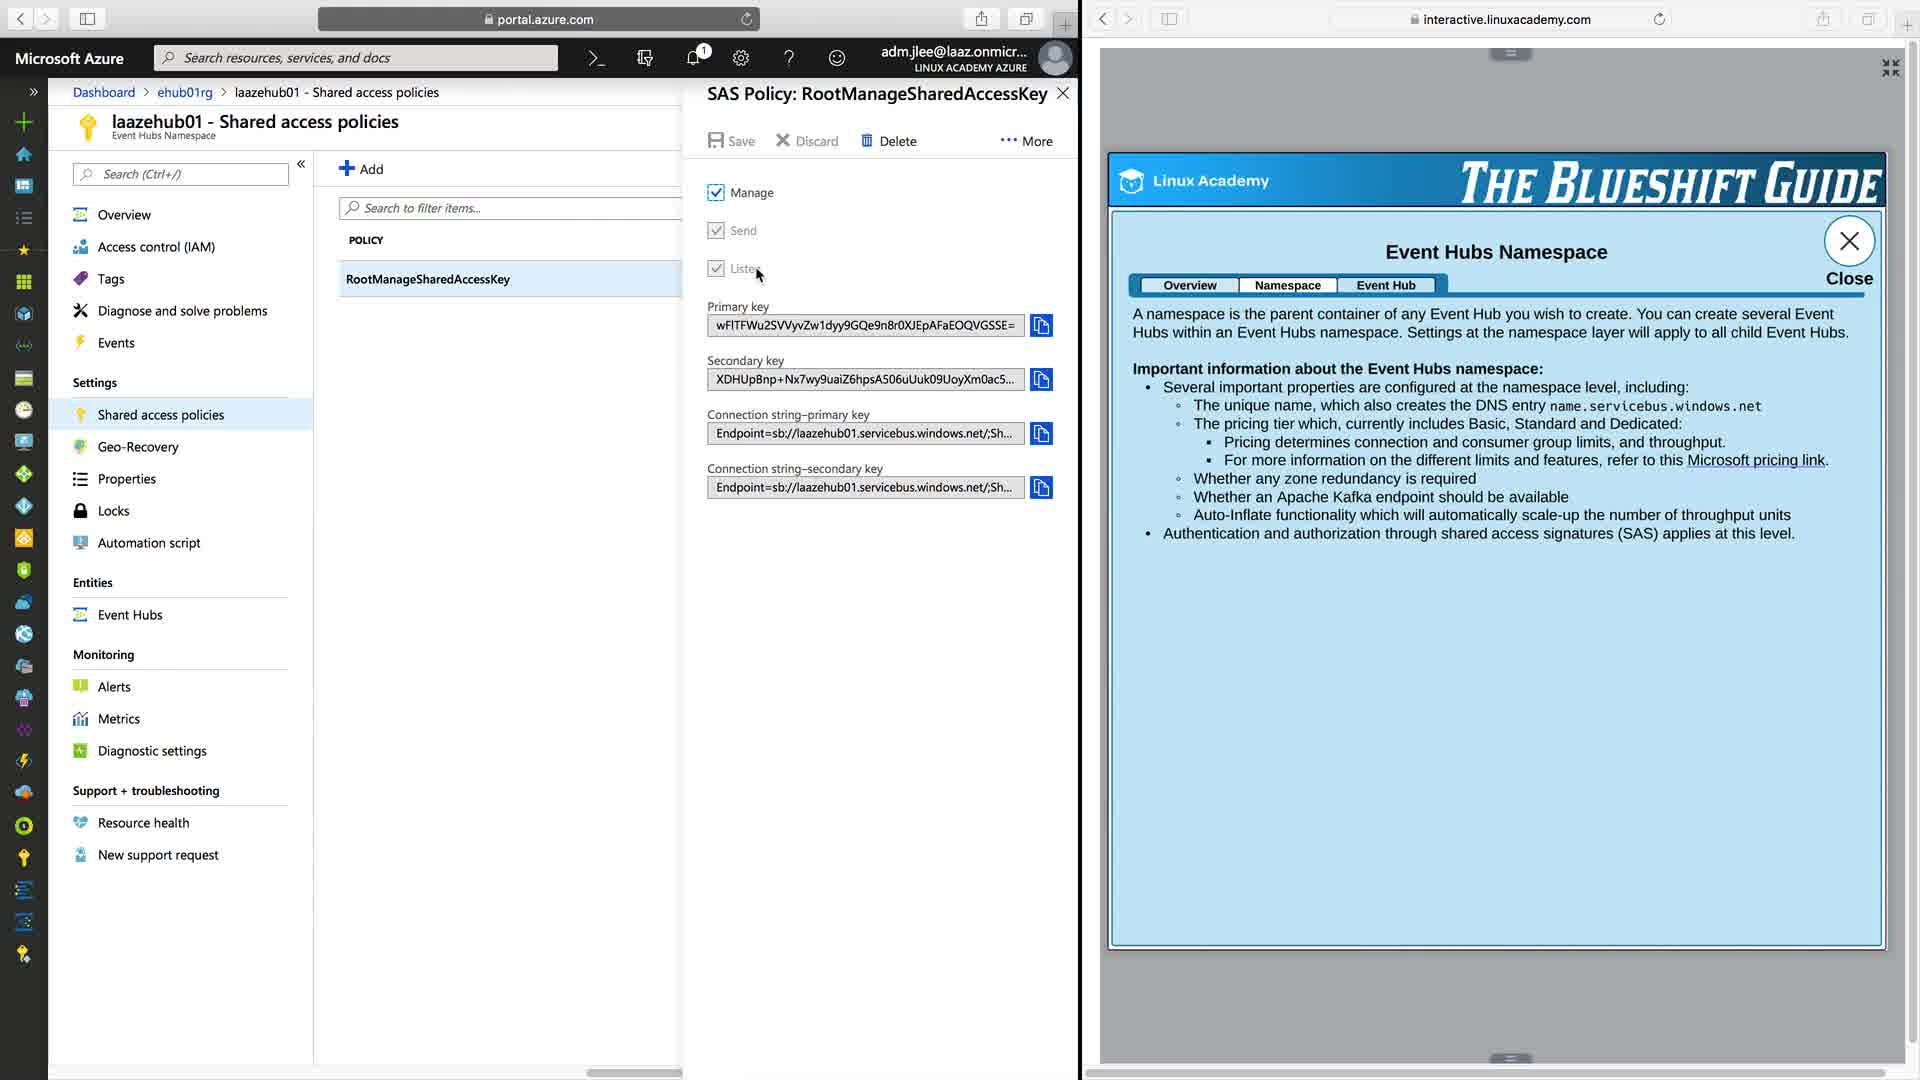 portal.azure.com
Microsoft Azure
Search resources, services, and docs
1
adm.jlee@laaz.onmicr...
LINUX ACADEMY AZURE
Dashboard > ehub01rg > laazehub01 - Shared access policies
laazehub01 - Shared access policies
Event Hubs Namespace
Search (Ctrl+/)
Overview
Access control (IAM)
Tags
Diagnose and solve problems
Events
Settings
Shared access policies
Geo-Recovery
Properties
Locks
Automation script
Entities
Event Hubs
Monitoring
Alerts
Metrics
Diagnostic settings
Support + troubleshooting
Resource health
New support request
Add
Search to filter items...
POLICY
RootManageSharedAccessKey
SAS Policy: RootManageSharedAccessKey
Save
Discard
Delete
More
Manage
Send
Primary key
Secondary key
Connection string–primary key
Endpoint=sb://laazehub01.servicebus.windows.net/;Sh...
Connection string–secondary key
Endpoint=sb://laazehub01.servicebus.windows.net/;Sh...
interactive.linuxacademy.com
Linux Academy
THE BLUESHIFT GUIDE
Event Hubs Namespace
Close
Overview
Namespace
Event Hub
A namespace is the parent container of any Event Hub you wish to create. You can create several Event
Hubs within an Event Hubs namespace. Settings at the namespace layer will apply to all child Event Hubs.
Important information about the Event Hubs namespace:
• Several important properties are configured at the namespace level, including:
◦ The unique name, which also creates the DNS entry name.servicebus.windows.net
◦ The pricing tier which, currently includes Basic, Standard and Dedicated:
▪ Pricing determines connection and consumer group limits, and throughput.
▪ For more information on the different limits and features, refer to this Microsoft pricing link.
◦ Whether any zone redundancy is required
◦ Whether an Apache Kafka endpoint should be available
◦ Auto-Inflate functionality which will automatically scale-up the number of throughput units
• Authentication and authorization through shared access signatures (SAS) applies at this level.